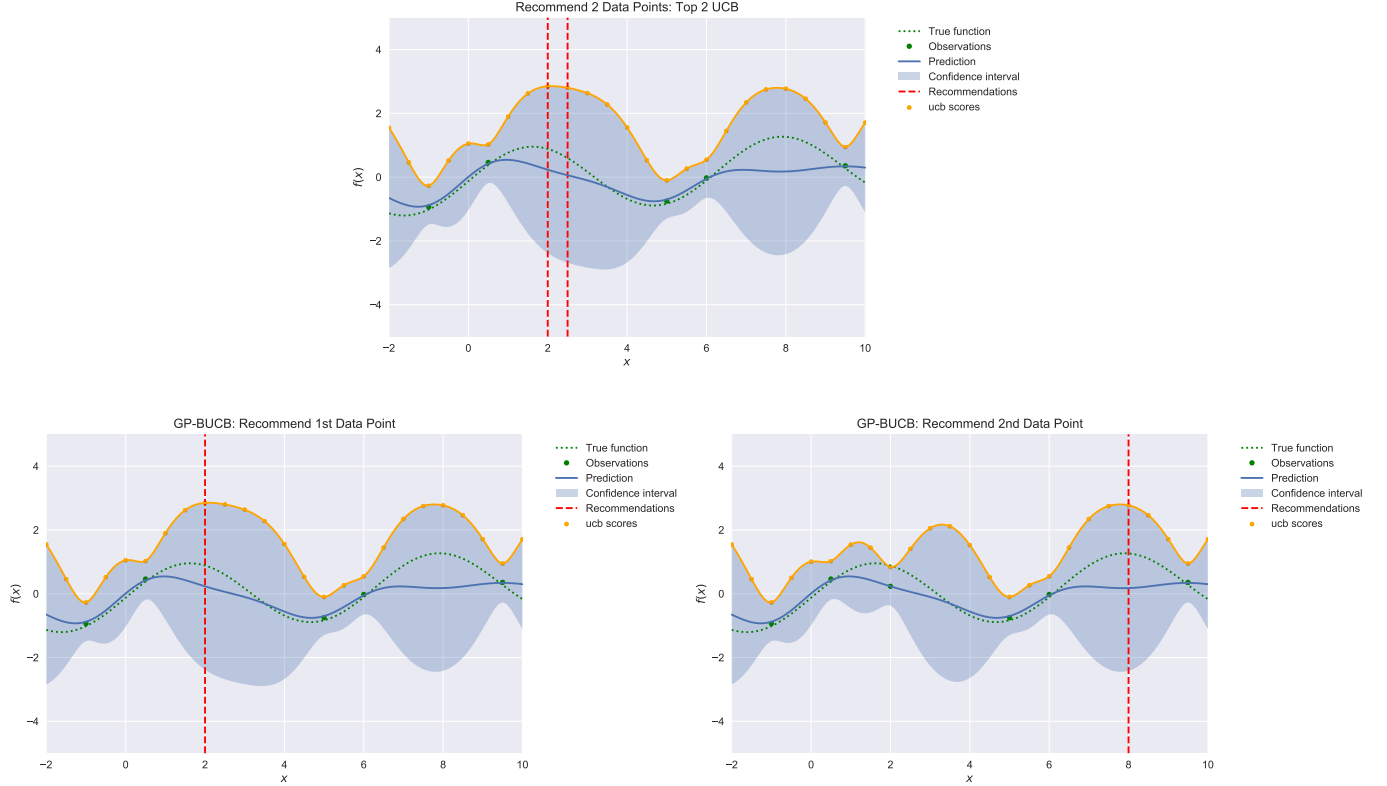 Recommend 2 Data Points: Top 2 UCB
4
2
0
−2
−4
f(x)
−2 0 2 4 6 8 10
x
True function
Observations
Prediction
Confidence interval
Recommendations
ucb scores
GP-BUCB: Recommend 1st Data Point
4
2
0
−2
−4
f(x)
−2 0 2 4 6 8 10
x
True function
Observations
Prediction
Confidence interval
Recommendations
ucb scores
GP-BUCB: Recommend 2nd Data Point
4
2
0
−2
−4
f(x)
−2 0 2 4 6 8 10
x
True function
Observations
Prediction
Confidence interval
Recommendations
ucb scores